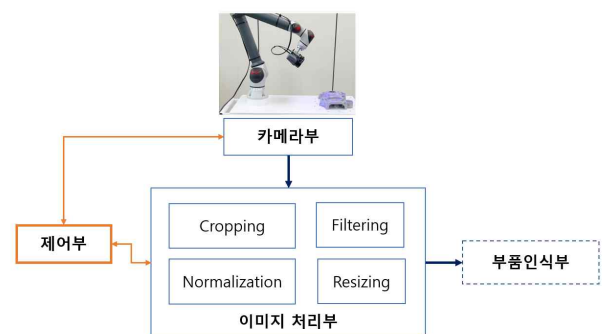 카메라부
제어부
Cropping
Filtering
Normalization
Resizing
이미지 처리부
부품인식부